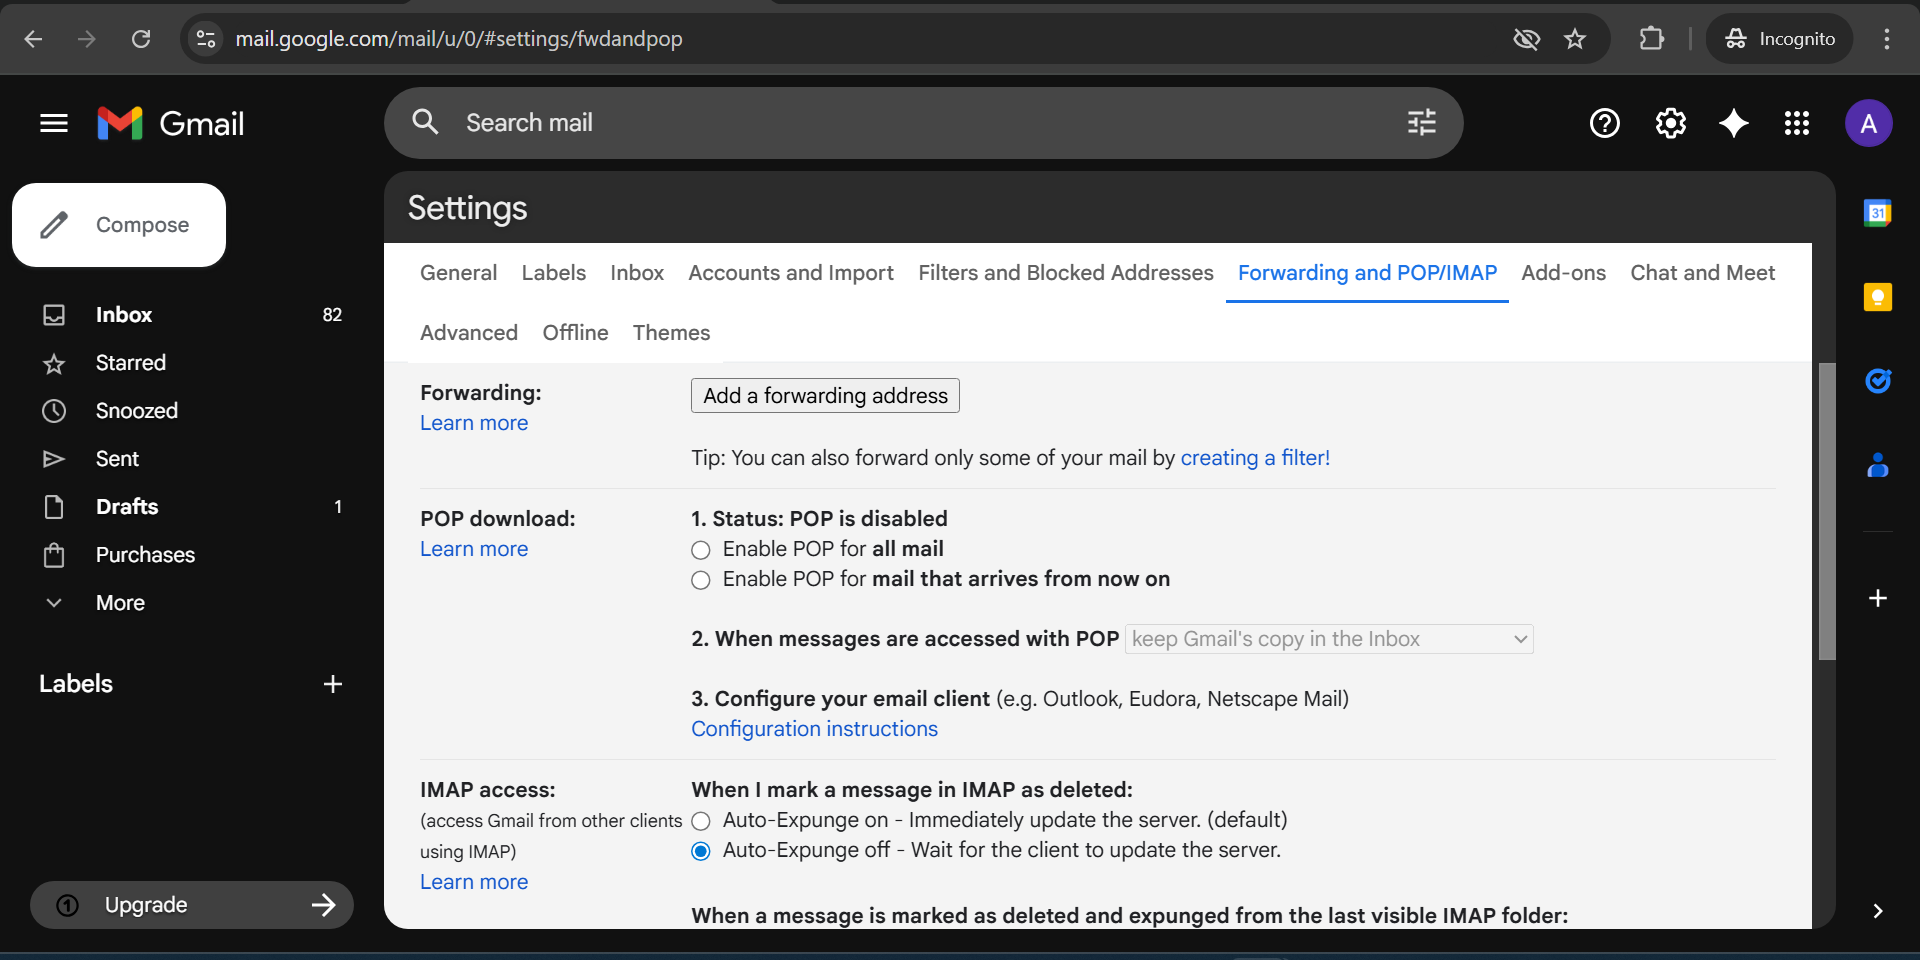 mail.google.com/mail/u/0/#settings/fwdandpop
Incognito
Gmail
Search mail
A
Compose
Inbox 82
Starred
Snoozed
Sent
Drafts 1
Purchases
More
Labels
Upgrade
Settings
General Labels Inbox Accounts and Import Filters and Blocked Addresses Forwarding and POP/IMAP Add-ons Chat and Meet
Advanced Offline Themes
Forwarding:
Learn more
Add a forwarding address
Tip: You can also forward only some of your mail by creating a filter!
POP download:
Learn more
1. Status: POP is disabled
Enable POP for all mail
Enable POP for mail that arrives from now on
2. When messages are accessed with POP keep Gmail's copy in the Inbox
3. Configure your email client (e.g. Outlook, Eudora, Netscape Mail)
Configuration instructions
IMAP access:
(access Gmail from other clients
using IMAP)
Learn more
When I mark a message in IMAP as deleted:
Auto-Expunge on - Immediately update the server. (default)
Auto-Expunge off - Wait for the client to update the server.
When a message is marked as deleted and expunged from the last visible IMAP folder:
31
1